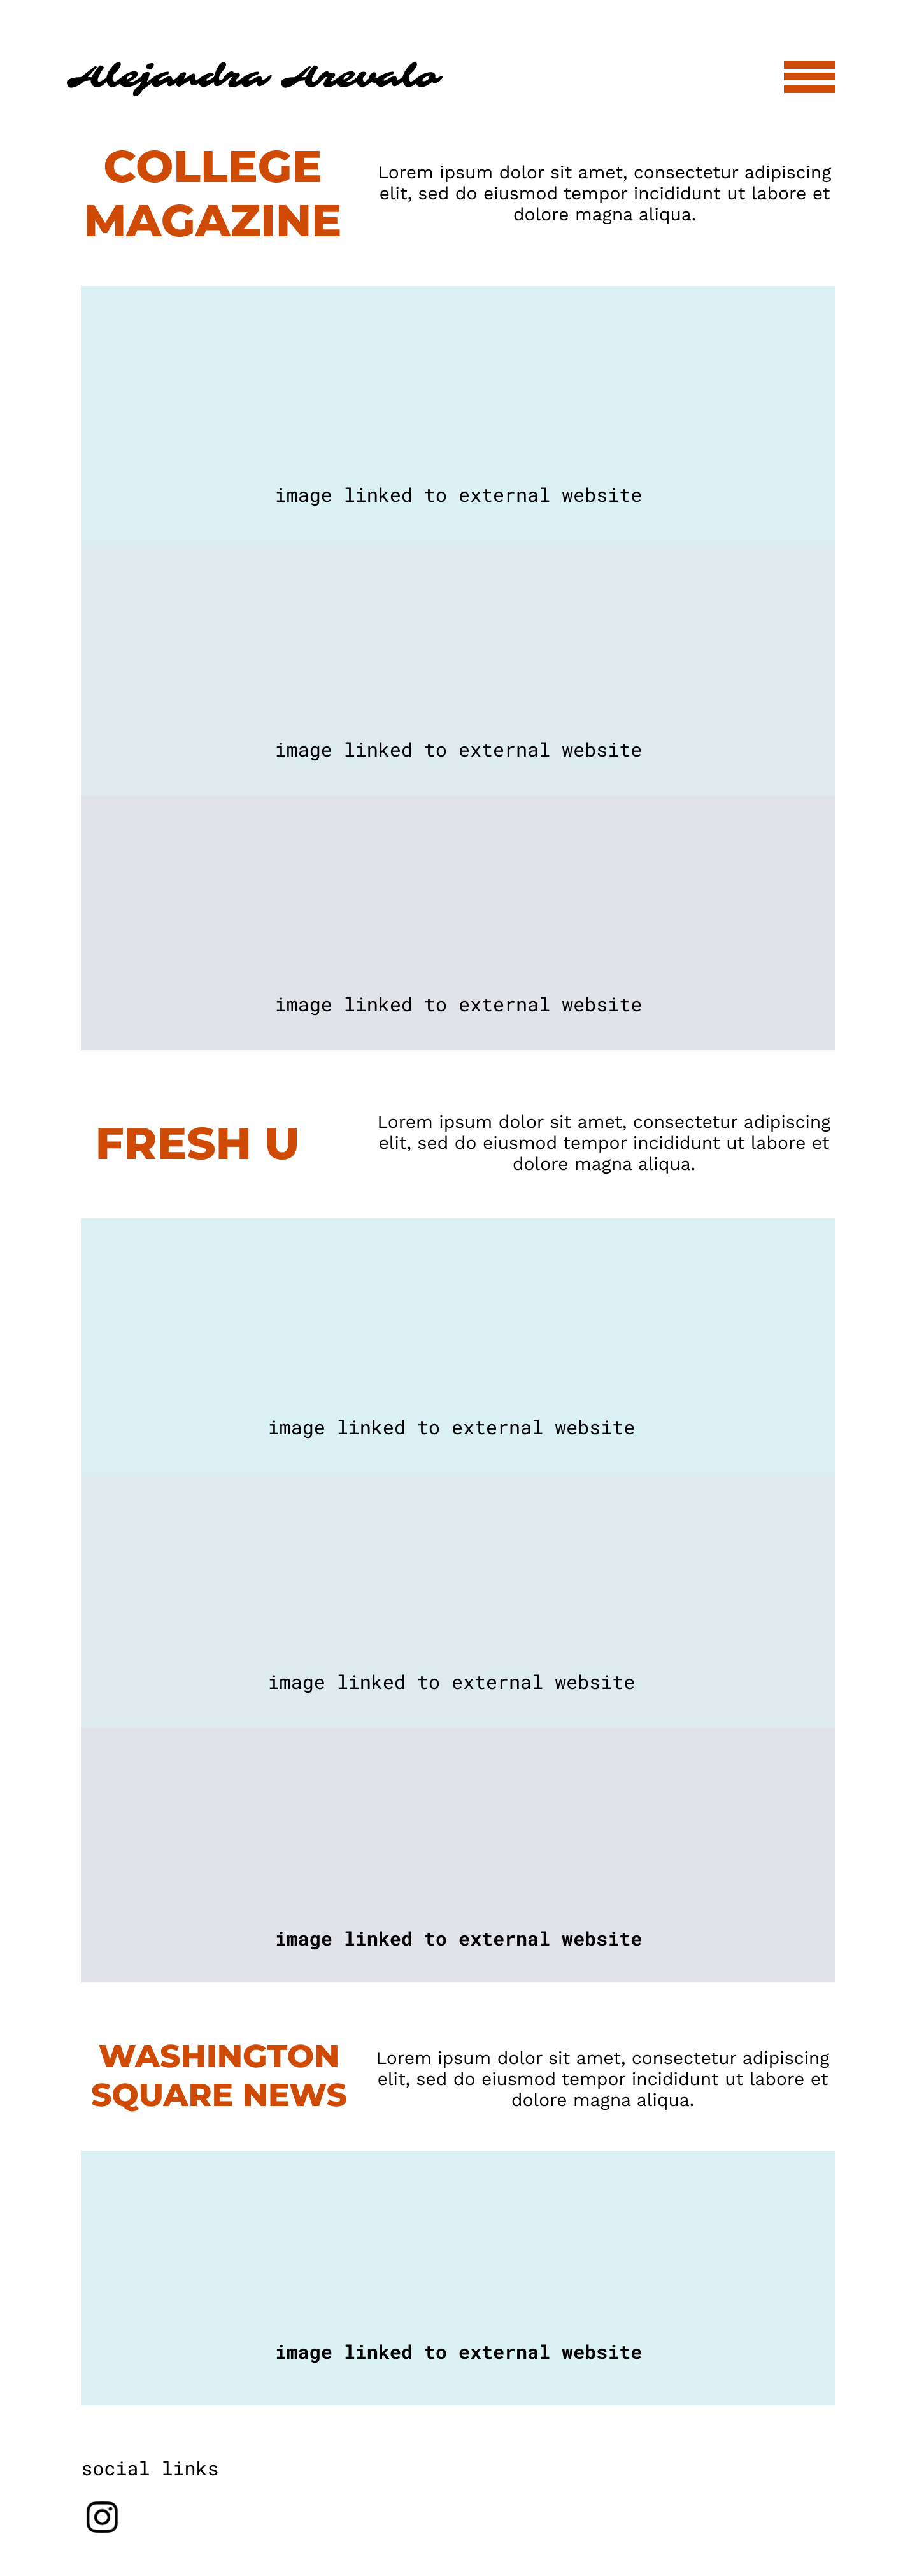 Alejandra Arevalo
COLLEGE
MAGAZINE
Lorem ipsum dolor sit amet, consectetur adipiscing
elit, sed do eiusmod tempor incididunt ut labore et
dolore magna aliqua.
image linked to external website
image linked to external website
image linked to external website
FRESH U
Lorem ipsum dolor sit amet, consectetur adipiscing
elit, sed do eiusmod tempor incididunt ut labore et
dolore magna aliqua.
image linked to external website
image linked to external website
image linked to external website
WASHINGTON
SQUARE NEWS
Lorem ipsum dolor sit amet, consectetur adipiscing
elit, sed do eiusmod tempor incididunt ut labore et
dolore magna aliqua.
image linked to external website
social links